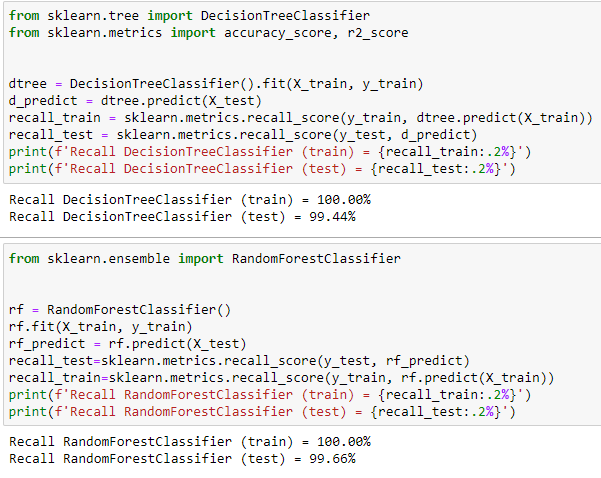 from sklearn.tree import DecisionTreeClassifier
from sklearn.metrics import accuracy_score, r2_score
dtree = DecisionTreeClassifier().fit(X_train, y_train)
d_predict = dtree.predict(X_test)
recall_train = sklearn.metrics.recall_score(y_train, dtree.predict(X_train))
recall_test = sklearn.metrics.recall_score(y_test, d_predict)
print(f'Recall DecisionTreeClassifier (train) = {recall_train:.2%}')
print(f'Recall DecisionTreeClassifier (test) = {recall_test:.2%}')
Recall DecisionTreeClassifier (train) = 100.00%
Recall DecisionTreeClassifier (test) = 99.44%
from sklearn.ensemble import RandomForestClassifier
rf = RandomForestClassifier()
rf.fit(X_train, y_train)
rf_predict = rf.predict(X_test)
recall_test=sklearn.metrics.recall_score(y_test, rf_predict)
recall_train=sklearn.metrics.recall_score(y_train, rf.predict(X_train))
print(f'Recall RandomForestClassifier (train) = {recall_train:.2%}')
print(f'Recall RandomForestClassifier (test) = {recall_test:.2%}')
Recall RandomForestClassifier (train) = 100.00%
Recall RandomForestClassifier (test) = 99.66%